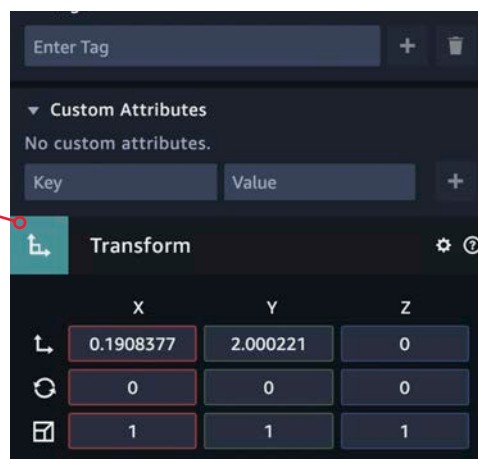 Enter Tag +
Custom Attributes
No custom attributes.
Key Value +
Transform ?
X Y Z
0.1908377 2.000221 0
0 0 0
1 1 1